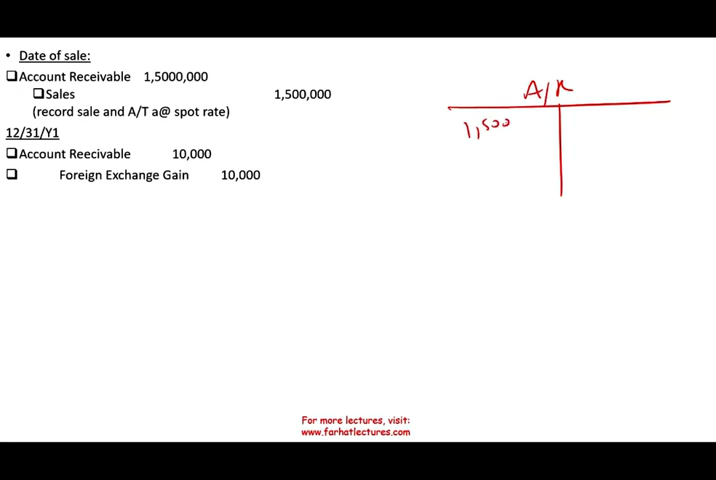 • Date of sale:
❑Account Receivable 1,5000,000
❑Sales 1,500,000
(record sale and A/T a@ spot rate)
12/31/Y1
❑Account Reecivable 10,000
❑ Foreign Exchange Gain 10,000
A/R
1,500
For more lectures, visit:
www.farhatlectures.com